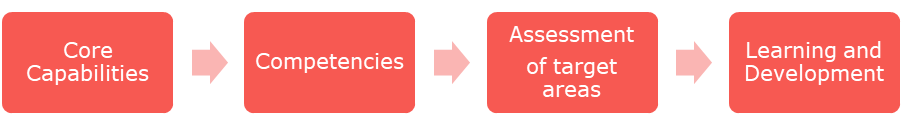 Core
Capabilities
Competencies
Assessment
of target
areas
Learning and
Development